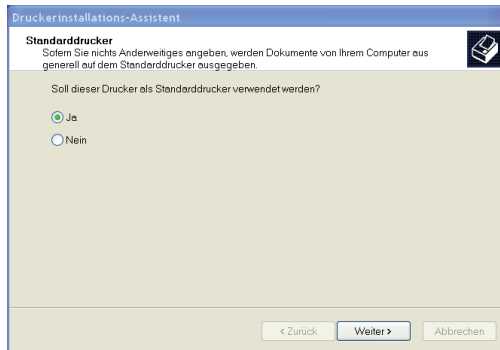 Druckerinstallations-Assistent
Standarddrucker
Sofern Sie nichts Anderweitiges angeben, werden Dokumente von Ihrem Computer aus
generell auf dem Standarddrucker ausgegeben.
Soll dieser Drucker als Standarddrucker verwendet werden?
Ja
Nein
< Zurück
Weiter >
Abbrechen